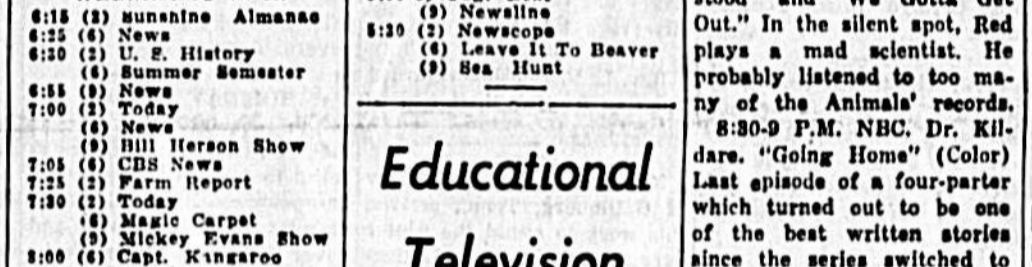 6:15 (2) Sunshine Almanac
6:25 (6) News
6:30 (2) U. S. History
(6) Summer Semester
6:55 (9) News
7:00 (2) Today
(6) News
(9) Bill Herson Show
7:05 (6) CBS News
7:25 (2) Farm Report
7:30 (2) Today
(6) Magic Carpet
(9) Mickey Evans Show
8:00 (6) Capt. Kangaroo
(9) Newsline
5:30 (2) Newscope
(6) Leave It To Beaver
(9) Sea Hunt
Educational
Television
Out." In the silent spot, Red
plays a mad scientist. He
probably listened to too ma-
ny of the Animals' records.
8:30-9 P.M. NBC. Dr. Kil-
dare. "Going Home" (Color)
Last episode of a four-parter
which turned out to be one
of the best written stories
since the series switched to